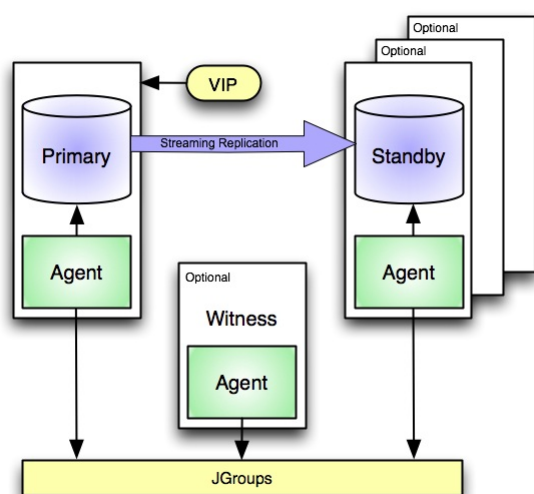 Optional
Optional
VIP
Streaming Replication
Primary
Standby
Agent
Agent
Optional
Witness
Agent
JGroups